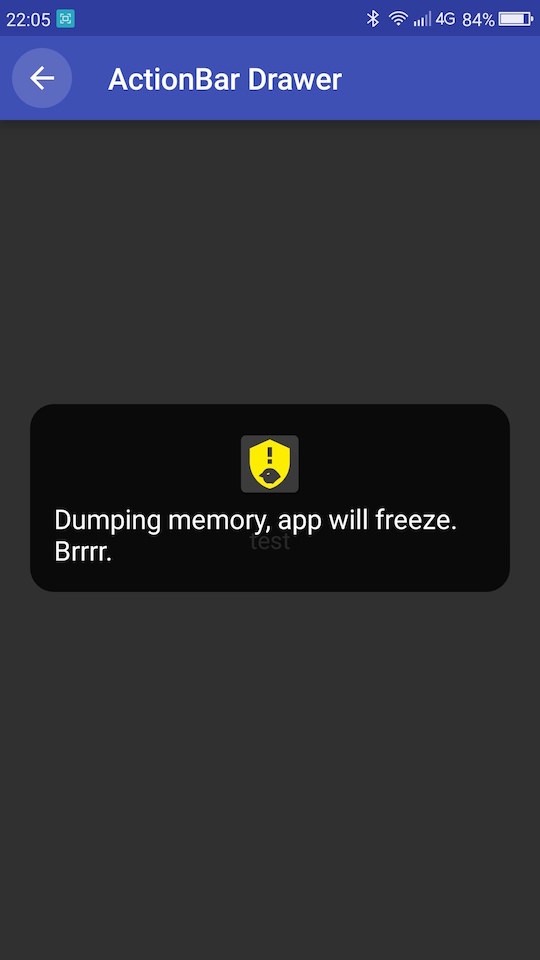 22:05 4G 84%
ActionBar Drawer
Dumping memory, app will freeze.
test
Brrrr.